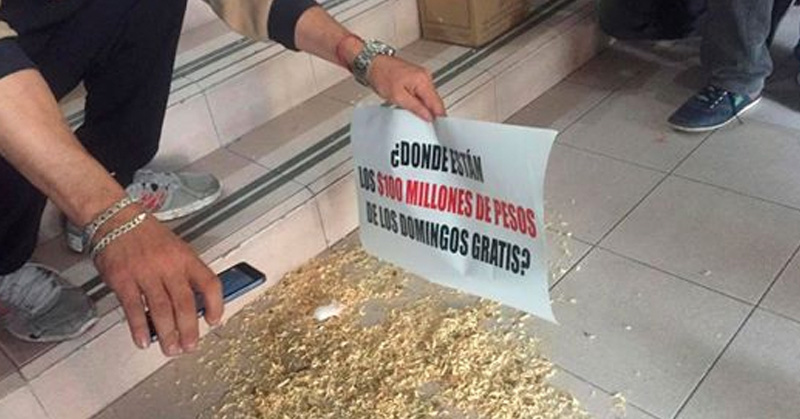 ¿DONDE ESTÁN
LOS $100 MILLONES DE PESOS
DE LOS DOMINGOS GRATIS?